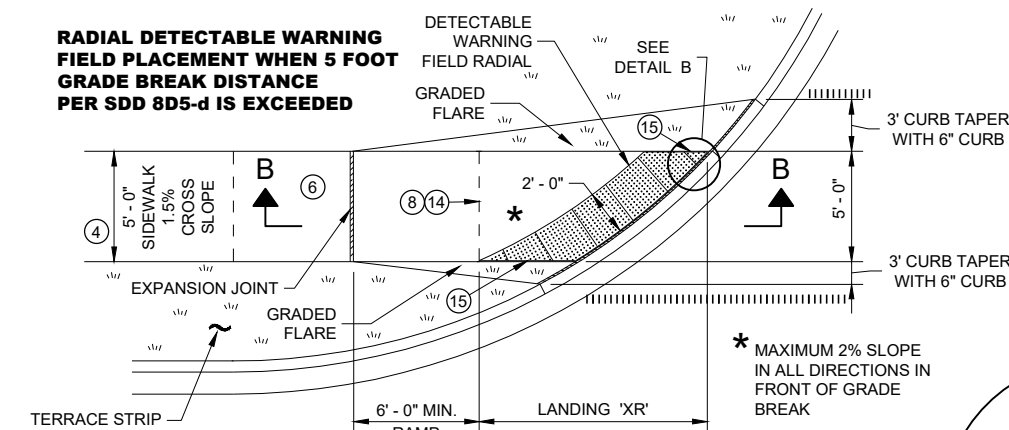 RADIAL DETECTABLE WARNING
FIELD PLACEMENT WHEN 5 FOOT
GRADE BREAK DISTANCE
PER SDD 8D5-d IS EXCEEDED
DETECTABLE
WARNING
FIELD RADIAL
SEE
DETAIL B
GRADED
FLARE
15
3' CURB TAPER
WITH 6" CURB
4
5' - 0"
SIDEWALK
1.5%
CROSS
SLOPE
B
6
8 14
*
2' - 0"
B
5' - 0"
EXPANSION JOINT
GRADED
FLARE
15
3' CURB TAPER
WITH 6" CURB
* MAXIMUM 2% SLOPE
IN ALL DIRECTIONS IN
FRONT OF GRADE
BREAK
TERRACE STRIP
6' - 0" MIN.
RAMP
LANDING 'XR'